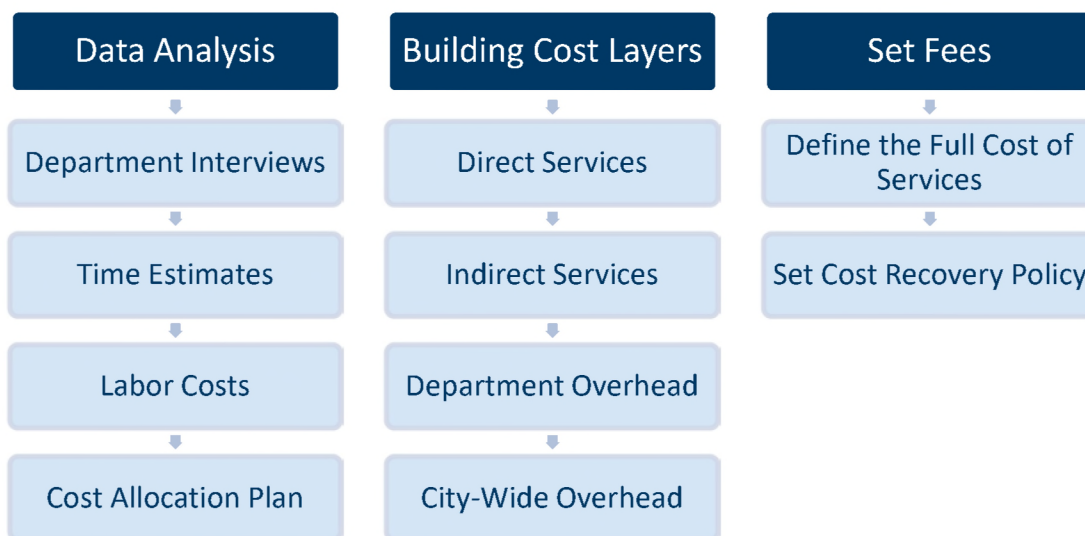 Data Analysis
Department Interviews
Time Estimates
Labor Costs
Cost Allocation Plan
Building Cost Layers
Direct Services
Indirect Services
Department Overhead
City-Wide Overhead
Set Fees
Define the Full Cost of
Services
Set Cost Recovery Policy